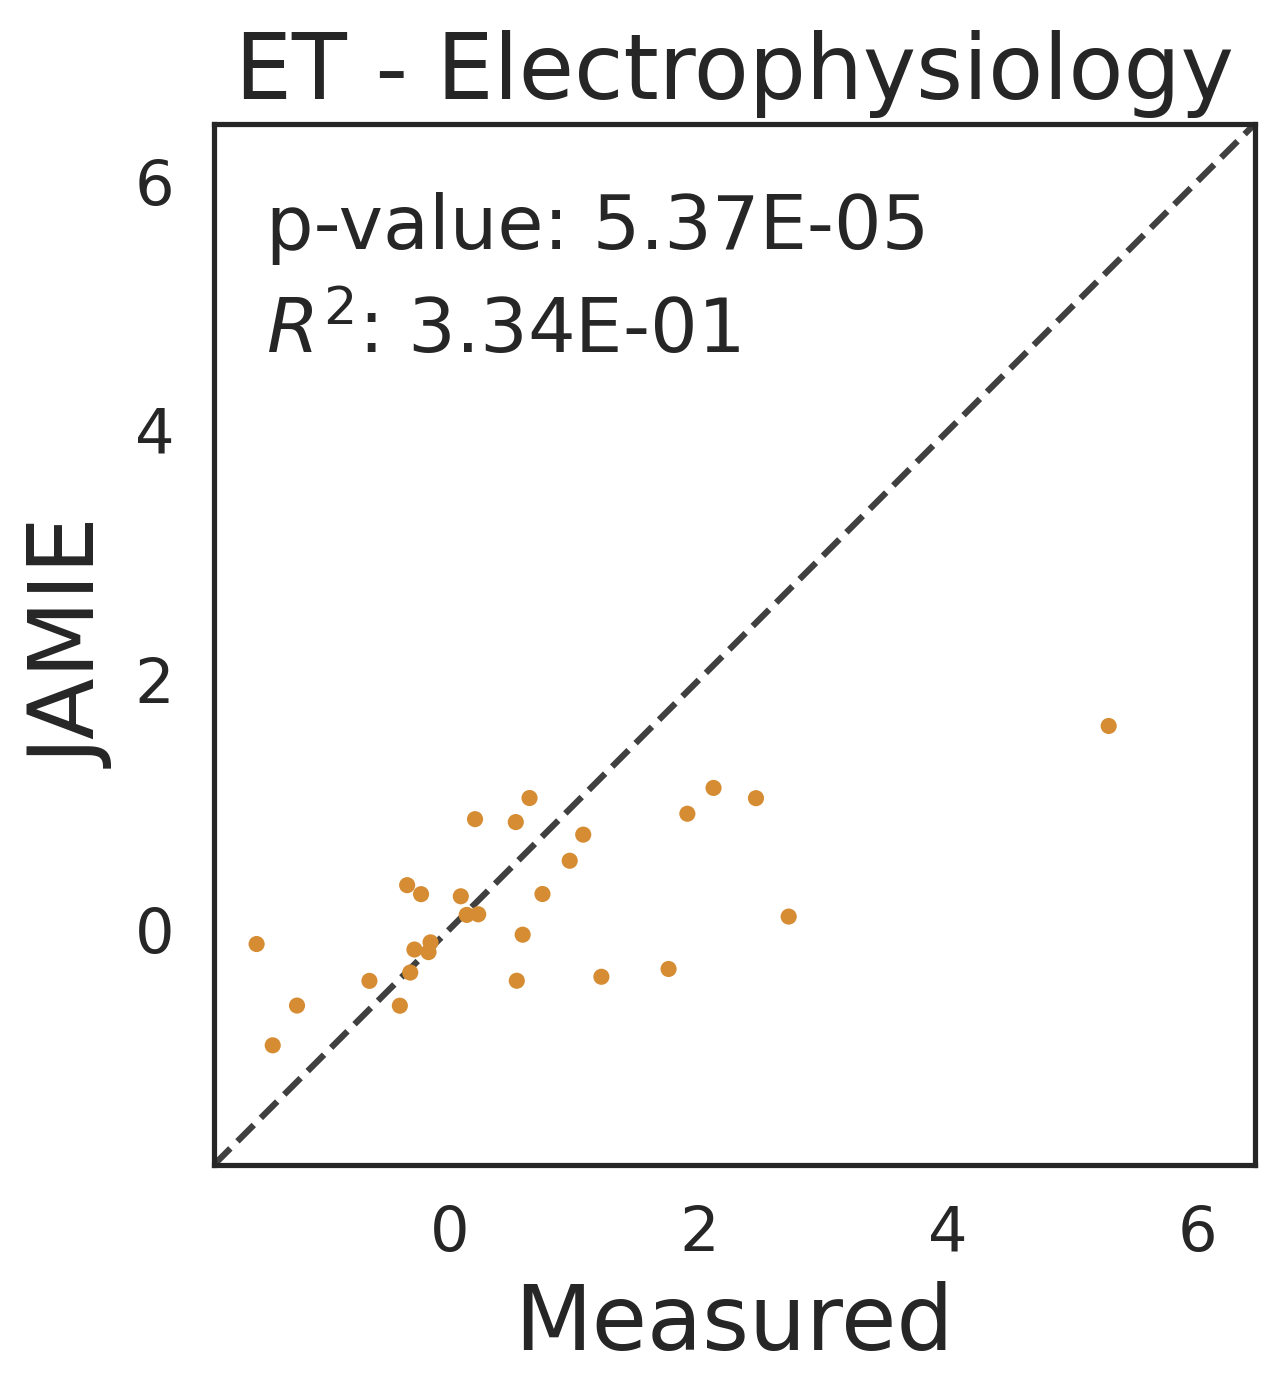 ET - Electrophysiology
p-value: 5.37E-05
R²: 3.34E-01
6
4
2
0
JAMIE
0 2 4 6
Measured